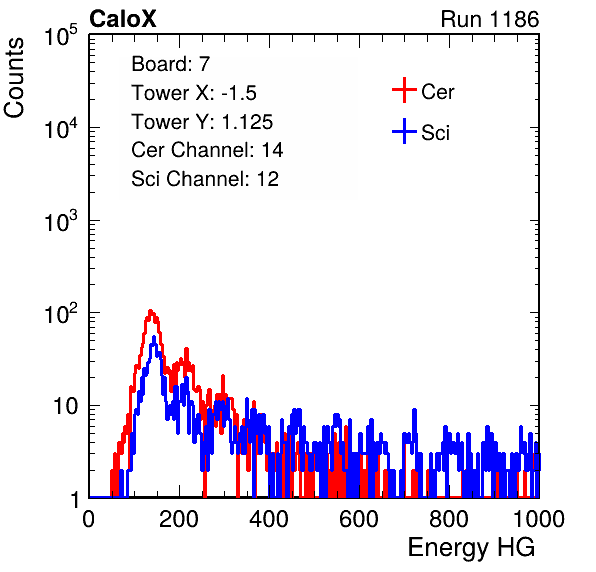 CaloX Run 1186
Counts
10^5
10^4
10^3
10^2
10
1
Board: 7
Tower X: -1.5
Tower Y: 1.125
Cer Channel: 14
Sci Channel: 12
Cer
Sci
0 200 400 600 800 1000
Energy HG